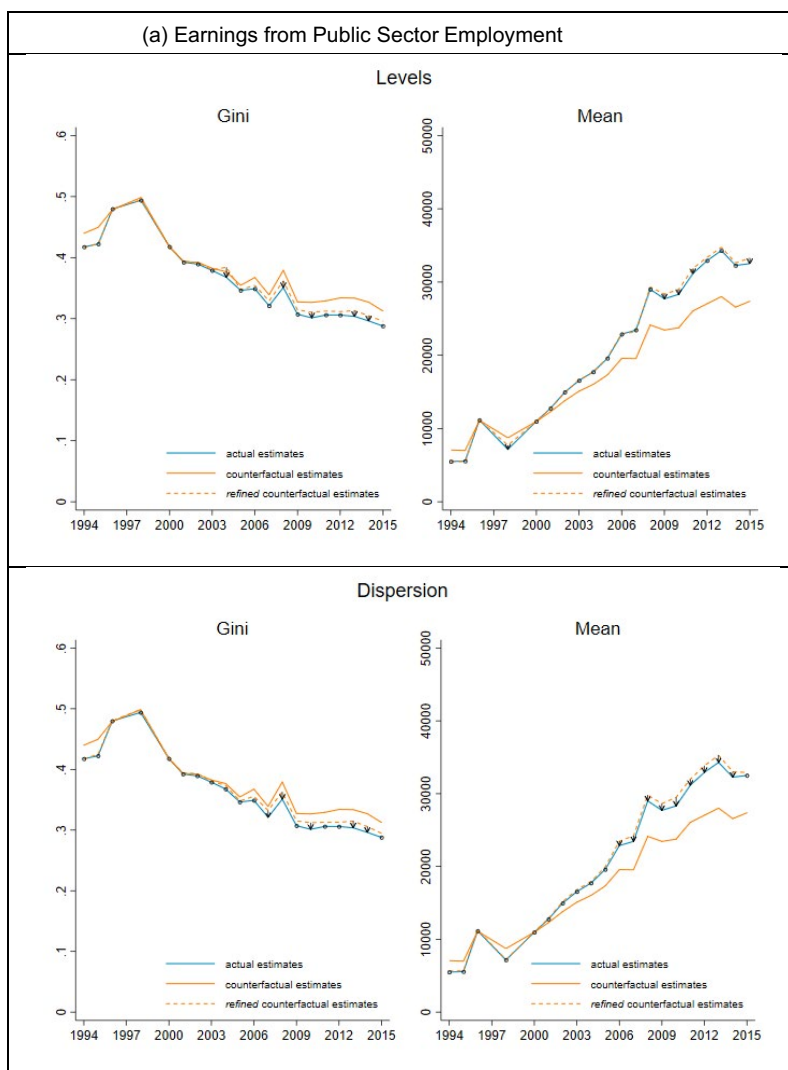 (a) Earnings from Public Sector Employment
Levels
Gini
.6
.5
.4
.3
.2
.1
0
1994 1997 2000 2003 2006 2009 2012 2015
actual estimates
counterfactual estimates
refined counterfactual estimates
Mean
50000
40000
30000
20000
10000
0
1994 1997 2000 2003 2006 2009 2012 2015
actual estimates
counterfactual estimates
refined counterfactual estimates
Dispersion
Gini
.6
.5
.4
.3
.2
.1
0
1994 1997 2000 2003 2006 2009 2012 2015
actual estimates
counterfactual estimates
refined counterfactual estimates
Mean
50000
40000
30000
20000
10000
0
1994 1997 2000 2003 2006 2009 2012 2015
actual estimates
counterfactual estimates
refined counterfactual estimates